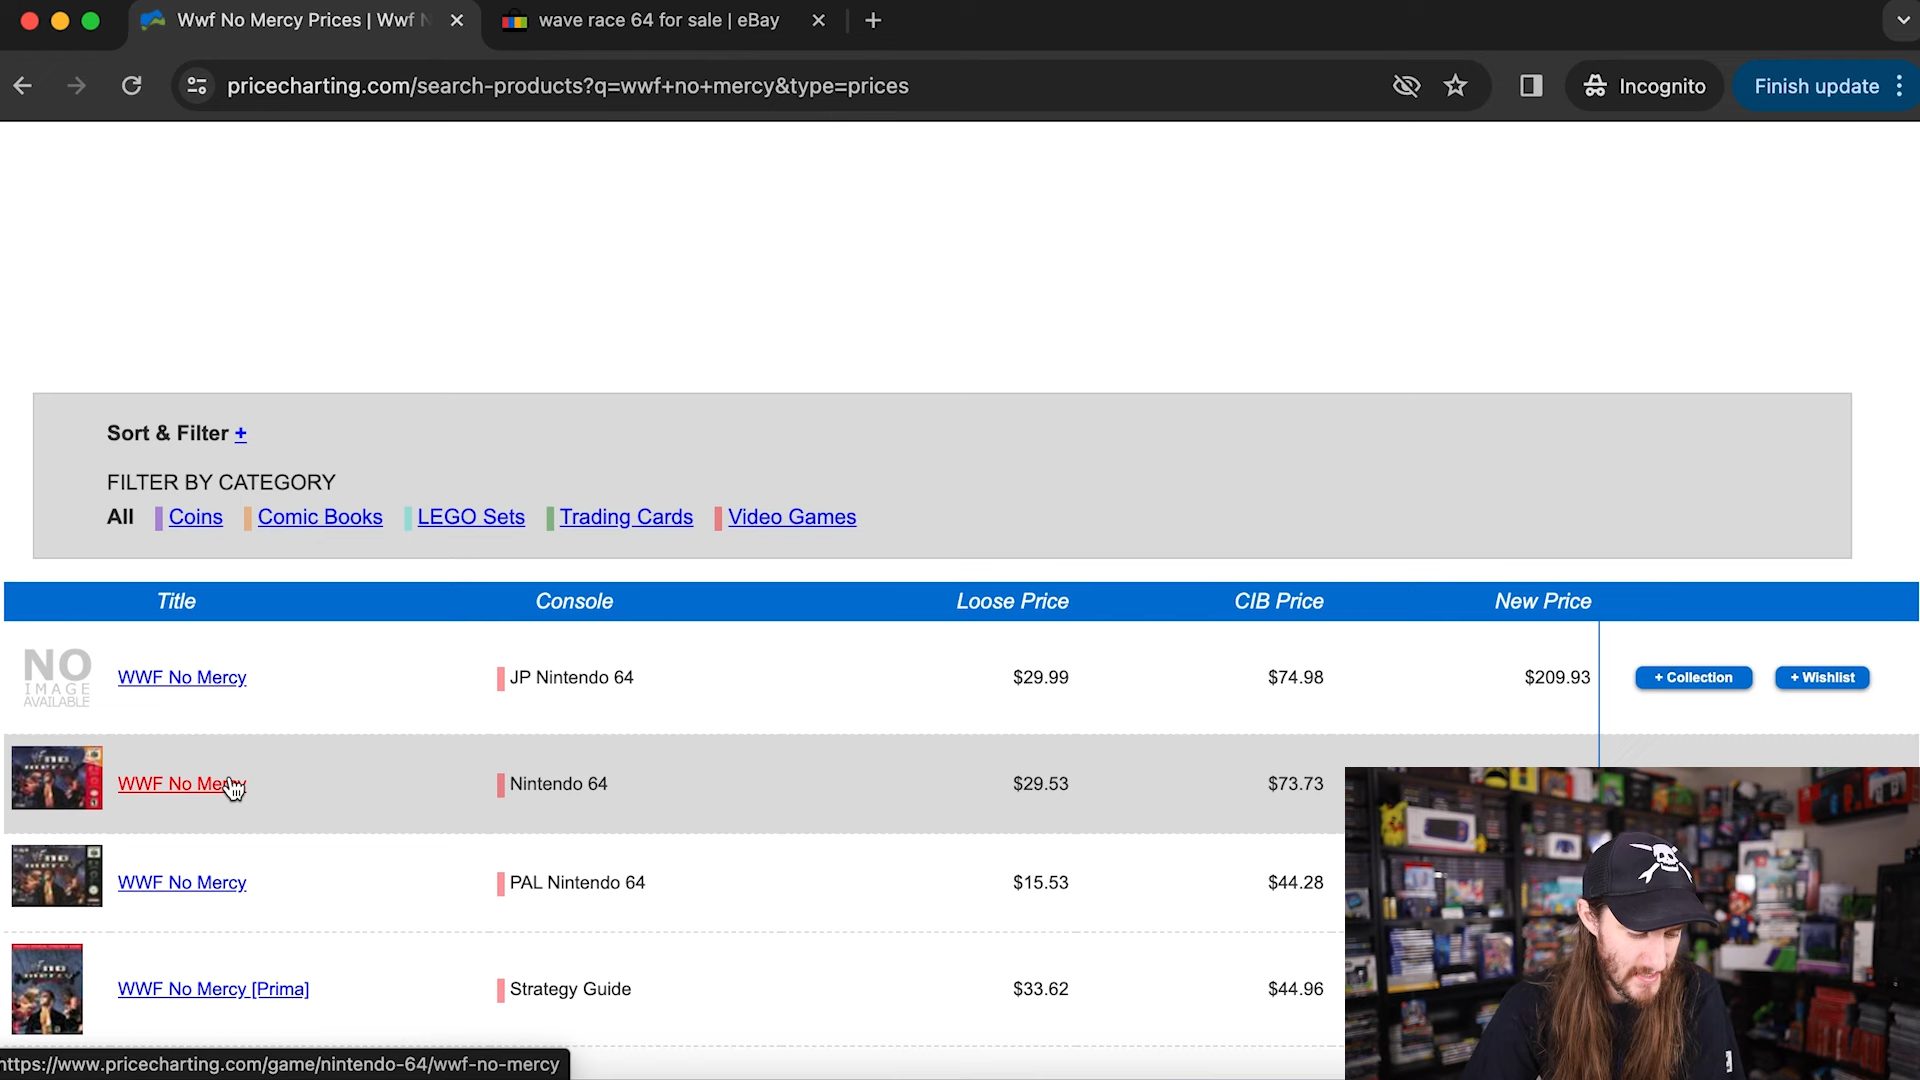 Wwf No Mercy Prices | Wwf N
wave race 64 for sale | eBay
pricecharting.com/search-products?q=wwf+no+mercy&type=prices
Incognito
Finish update
Sort & Filter +
FILTER BY CATEGORY
All Coins Comic Books LEGO Sets Trading Cards Video Games
Title Console Loose Price CIB Price New Price
NO
IMAGE
AVAILABLE
WWF No Mercy JP Nintendo 64 $29.99 $74.98 $209.93 + Collection + Wishlist
WWF No Mercy Nintendo 64 $29.53 $73.73
WWF No Mercy PAL Nintendo 64 $15.53 $44.28
WWF No Mercy [Prima] Strategy Guide $33.62 $44.96
https://www.pricecharting.com/game/nintendo-64/wwf-no-mercy